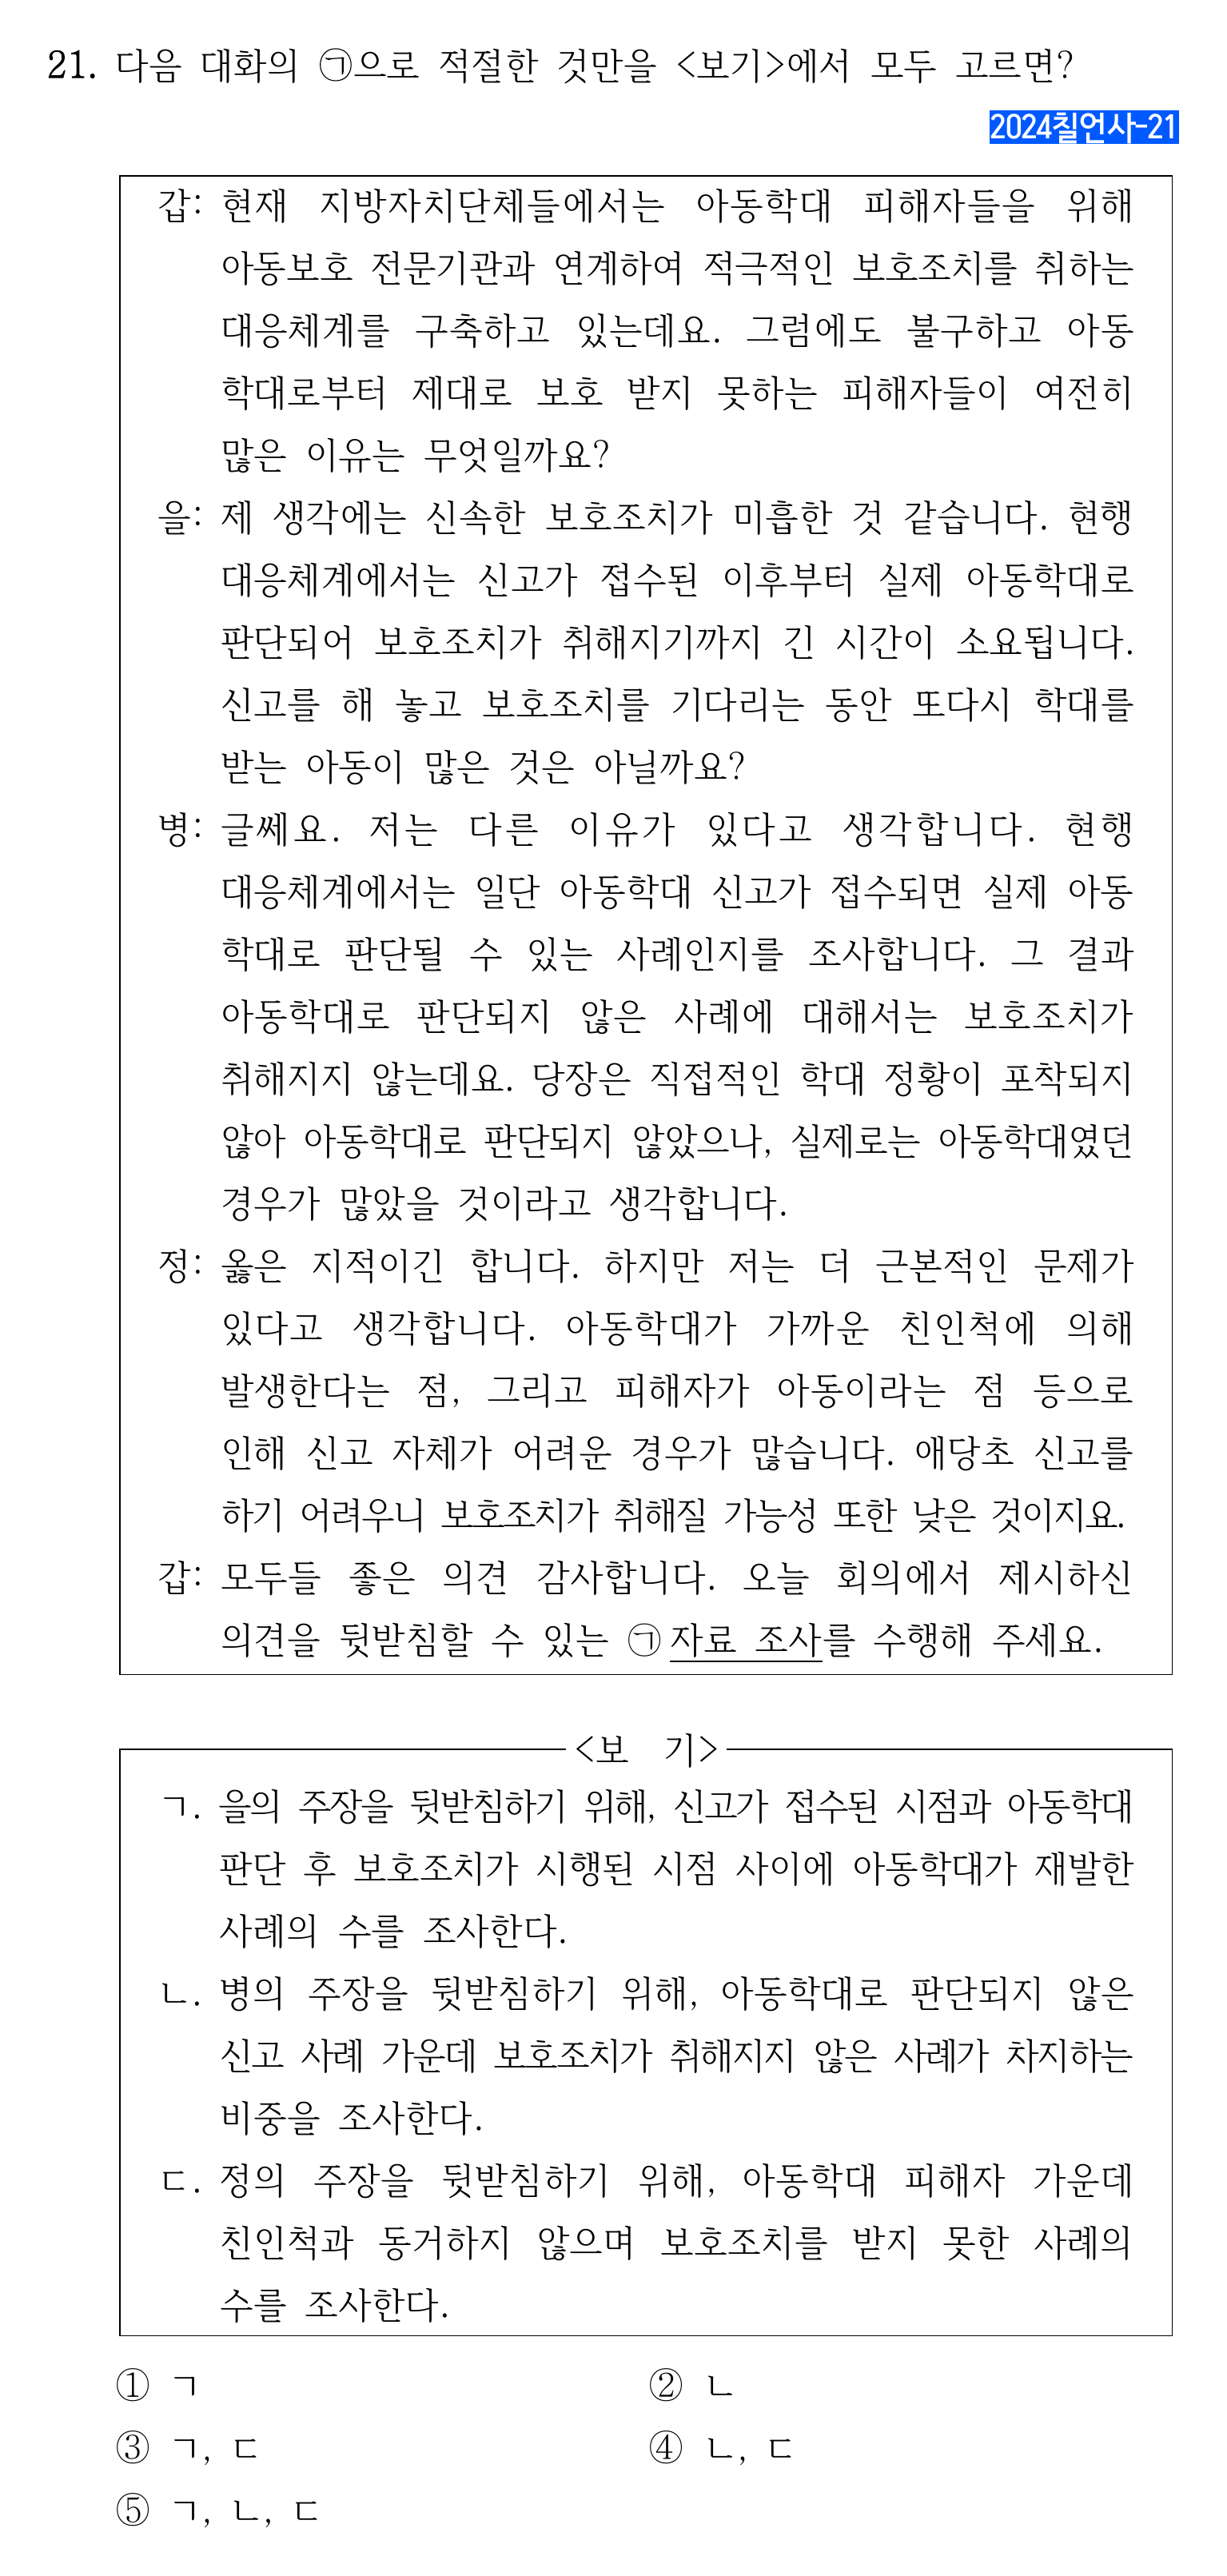 21. 다음 대화의 ㉠으로 적절한 것만을 <보기>에서 모두 고르면?
2024칠언사-21
갑: 현재 지방자치단체들에서는 아동학대 피해자들을 위해
아동보호 전문기관과 연계하여 적극적인 보호조치를 취하는
대응체계를 구축하고 있는데요. 그럼에도 불구하고 아동
학대로부터 제대로 보호 받지 못하는 피해자들이 여전히
많은 이유는 무엇일까요?
을: 제 생각에는 신속한 보호조치가 미흡한 것 같습니다. 현행
대응체계에서는 신고가 접수된 이후부터 실제 아동학대로
판단되어 보호조치가 취해지기까지 긴 시간이 소요됩니다.
신고를 해 놓고 보호조치를 기다리는 동안 또다시 학대를
받는 아동이 많은 것은 아닐까요?
병: 글쎄요. 저는 다른 이유가 있다고 생각합니다. 현행
대응체계에서는 일단 아동학대 신고가 접수되면 실제 아동
학대로 판단될 수 있는 사례인지를 조사합니다. 그 결과
아동학대로 판단되지 않은 사례에 대해서는 보호조치가
취해지지 않는데요. 당장은 직접적인 학대 정황이 포착되지
않아 아동학대로 판단되지 않았으나, 실제로는 아동학대였던
경우가 많았을 것이라고 생각합니다.
정: 옳은 지적이긴 합니다. 하지만 저는 더 근본적인 문제가
있다고 생각합니다. 아동학대가 가까운 친인척에 의해
발생한다는 점, 그리고 피해자가 아동이라는 점 등으로
인해 신고 자체가 어려운 경우가 많습니다. 애당초 신고를
하기 어려우니 보호조치가 취해질 가능성 또한 낮은 것이지요.
갑: 모두들 좋은 의견 감사합니다. 오늘 회의에서 제시하신
의견을 뒷받침할 수 있는 ㉠자료 조사를 수행해 주세요.
<보 기>
ㄱ. 을의 주장을 뒷받침하기 위해, 신고가 접수된 시점과 아동학대
판단 후 보호조치가 시행된 시점 사이에 아동학대가 재발한
사례의 수를 조사한다.
ㄴ. 병의 주장을 뒷받침하기 위해, 아동학대로 판단되지 않은
신고 사례 가운데 보호조치가 취해지지 않은 사례가 차지하는
비중을 조사한다.
ㄷ. 정의 주장을 뒷받침하기 위해, 아동학대 피해자 가운데
친인척과 동거하지 않으며 보호조치를 받지 못한 사례의
수를 조사한다.
① ㄱ ② ㄴ
③ ㄱ, ㄷ ④ ㄴ, ㄷ
⑤ ㄱ, ㄴ, ㄷ